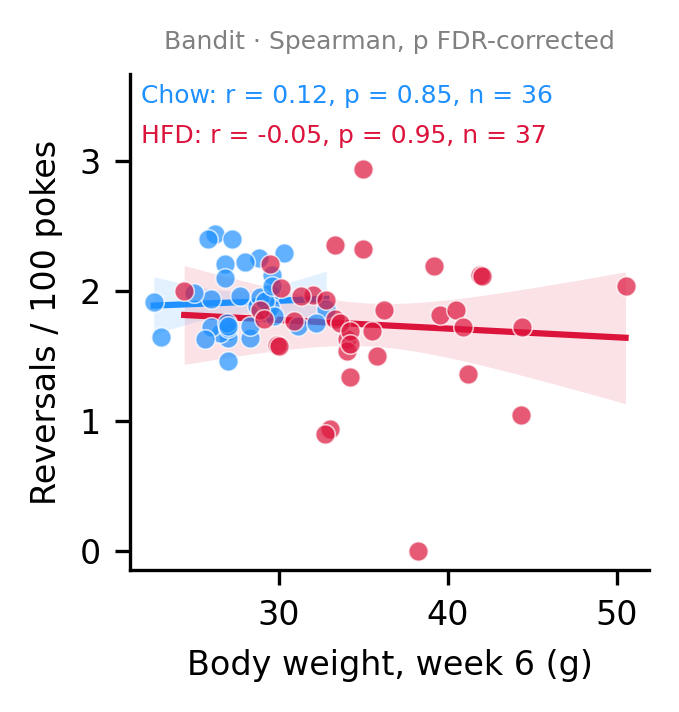 Bandit · Spearman, p FDR-corrected
Chow: r = 0.12, p = 0.85, n = 36
HFD: r = -0.05, p = 0.95, n = 37
Reversals / 100 pokes
3
2
1
0
30 40 50
Body weight, week 6 (g)